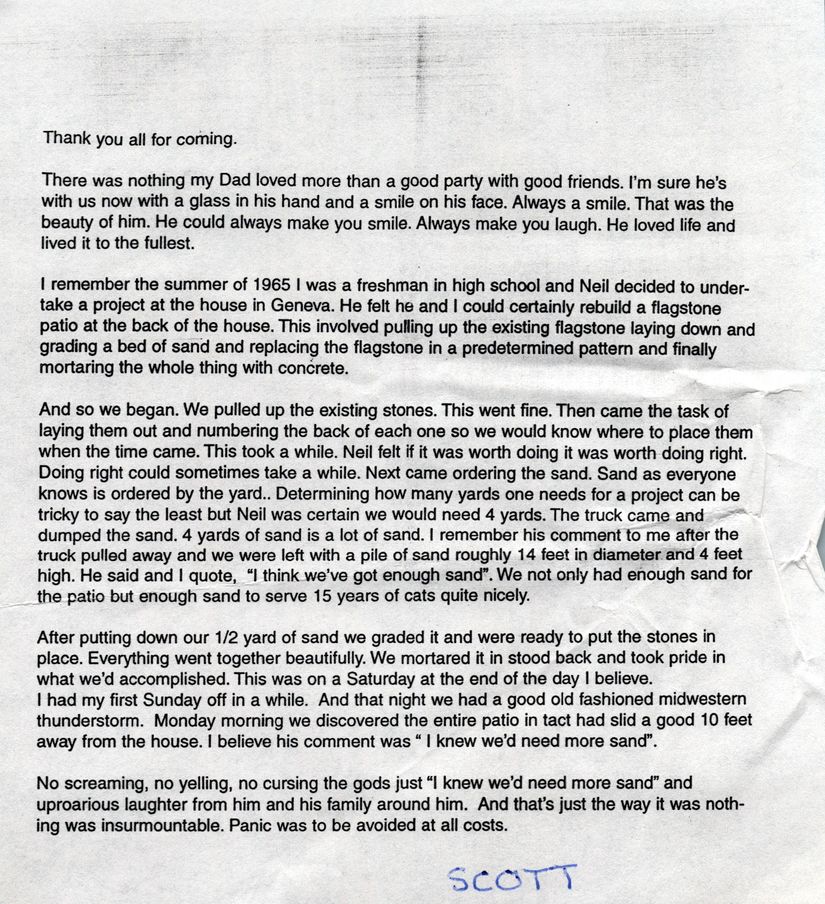 Thank you all for coming.
There was nothing my Dad loved more than a good party with good friends. I'm sure he's
with us now with a glass in his hand and a smile on his face. Always a smile. That was the
beauty of him. He could always make you smile. Always make you laugh. He loved life and
lived it to the fullest.
I remember the summer of 1965 I was a freshman in high school and Neil decided to under-
take a project at the house in Geneva. He felt he and I could certainly rebuild a flagstone
patio at the back of the house. This involved pulling up the existing flagstone laying down and
grading a bed of sand and replacing the flagstone in a predetermined pattern and finally
mortaring the whole thing with concrete.
And so we began. We pulled up the existing stones. This went fine. Then came the task of
laying them out and numbering the back of each one so we would know where to place them
when the time came. This took a while. Neil felt if it was worth doing it was worth doing right.
Doing right could sometimes take a while. Next came ordering the sand. Sand as everyone
knows is ordered by the yard.. Determining how many yards one needs for a project can be
tricky to say the least but Neil was certain we would need 4 yards. The truck came and
dumped the sand. 4 yards of sand is a lot of sand. I remember his comment to me after the
truck pulled away and we were left with a pile of sand roughly 14 feet in diameter and 4 feet
high. He said and I quote, "I think we've got enough sand". We not only had enough sand for
the patio but enough sand to serve 15 years of cats quite nicely.
After putting down our 1/2 yard of sand we graded it and were ready to put the stones in
place. Everything went together beautifully. We mortared it in stood back and took pride in
what we'd accomplished. This was on a Saturday at the end of the day I believe.
I had my first Sunday off in a while. And that night we had a good old fashioned midwestern
thunderstorm. Monday morning we discovered the entire patio in tact had slid a good 10 feet
away from the house. I believe his comment was " I knew we'd need more sand".
No screaming, no yelling, no cursing the gods just "I knew we'd need more sand" and
uproarious laughter from him and his family around him. And that's just the way it was noth-
ing was insurmountable. Panic was to be avoided at all costs.
SCOTT